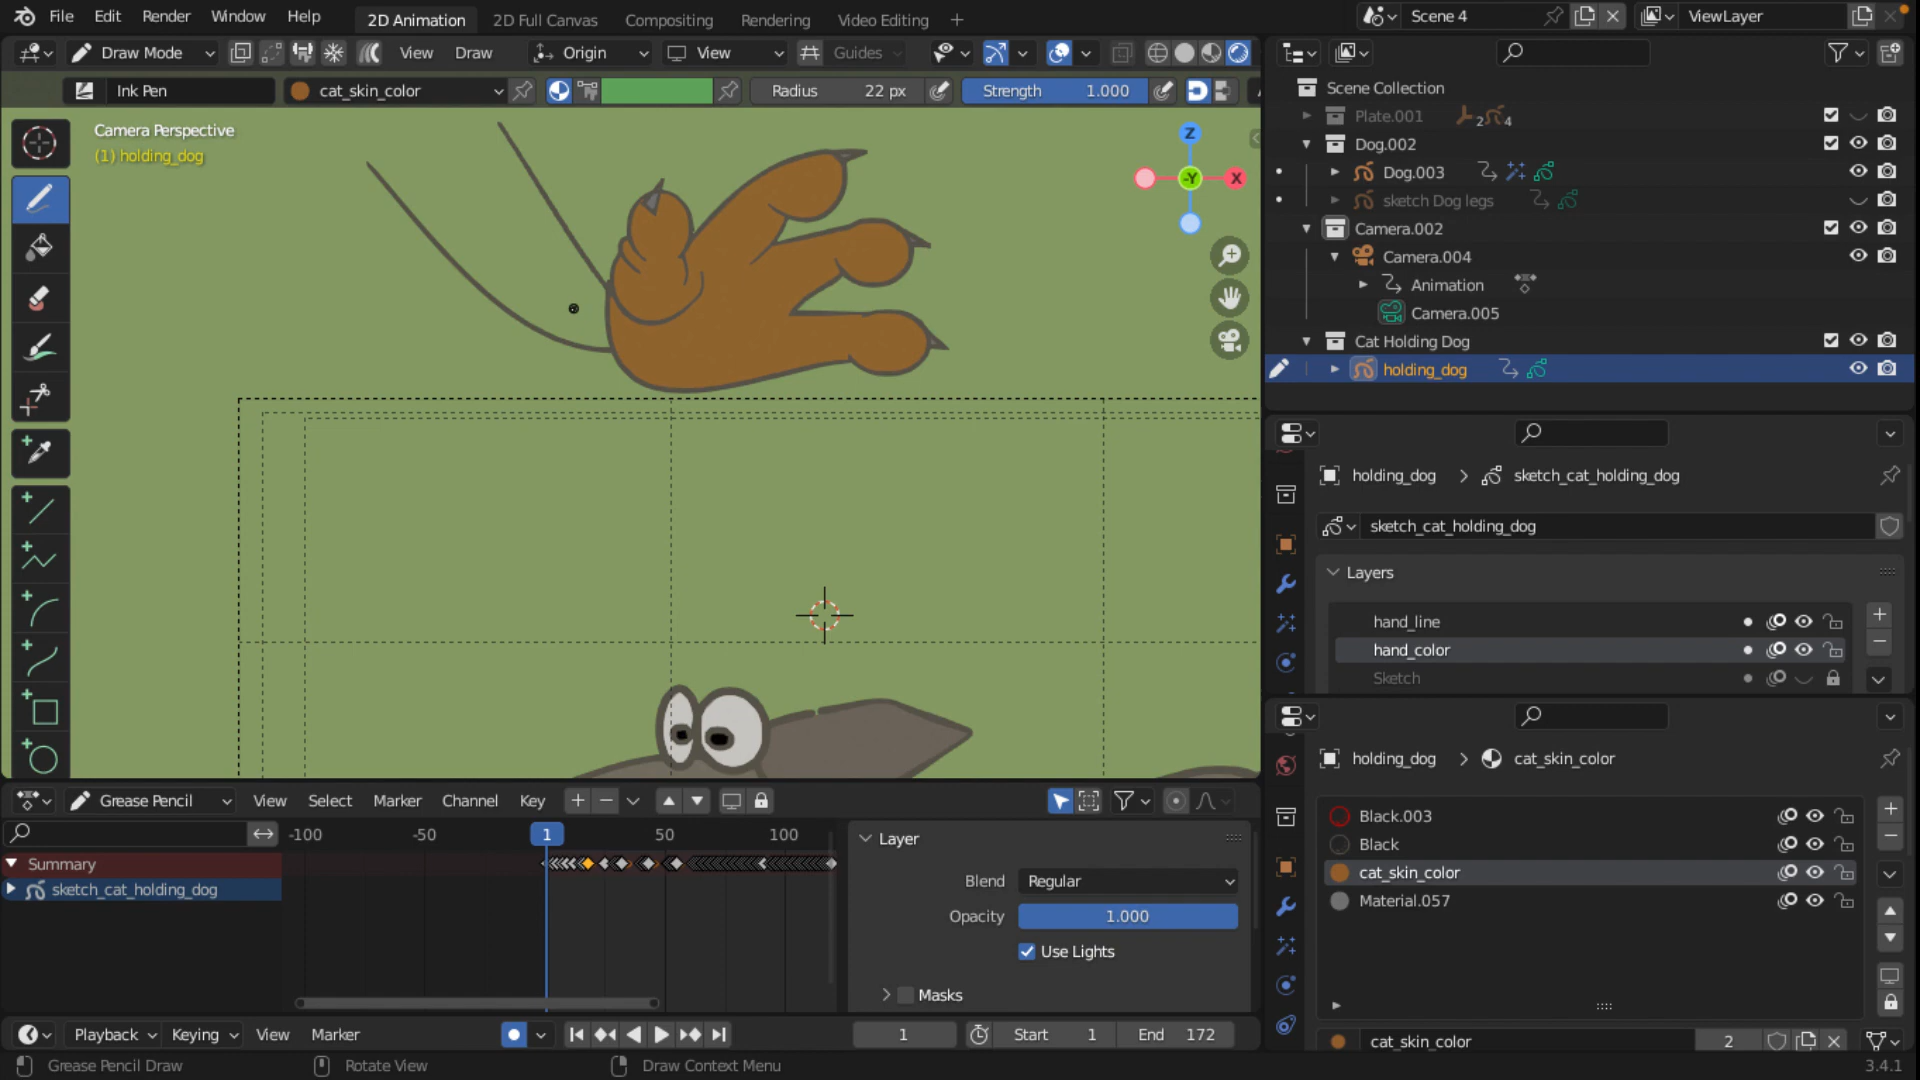 File Edit Render Window Help 2D Animation 2D Full Canvas Compositing Rendering Video Editing + Scene 4 ViewLayer
Draw Mode View Draw Origin View Guides
Ink Pen cat_skin_color Radius 22 px Strength 1.000
Camera Perspective
(1) holding_dog
Z
-Y
X
Scene Collection
Plate.001 2 4
Dog.002
Dog.003
sketch Dog legs
Camera.002
Camera.004
Animation
Camera.005
Cat Holding Dog
holding_dog
holding_dog > sketch_cat_holding_dog
sketch_cat_holding_dog
Layers
hand_line
hand_color
Sketch
holding_dog > cat_skin_color
Black.003
Black
cat_skin_color
Material.057
cat_skin_color 2
Grease Pencil View Select Marker Channel Key
-100 -50 1 50 100
Summary
sketch_cat_holding_dog
Layer
Blend Regular
Opacity 1.000
Use Lights
Masks
Playback Keying View Marker 1 Start 1 End 172
Grease Pencil Draw Rotate View Draw Context Menu 3.4.1